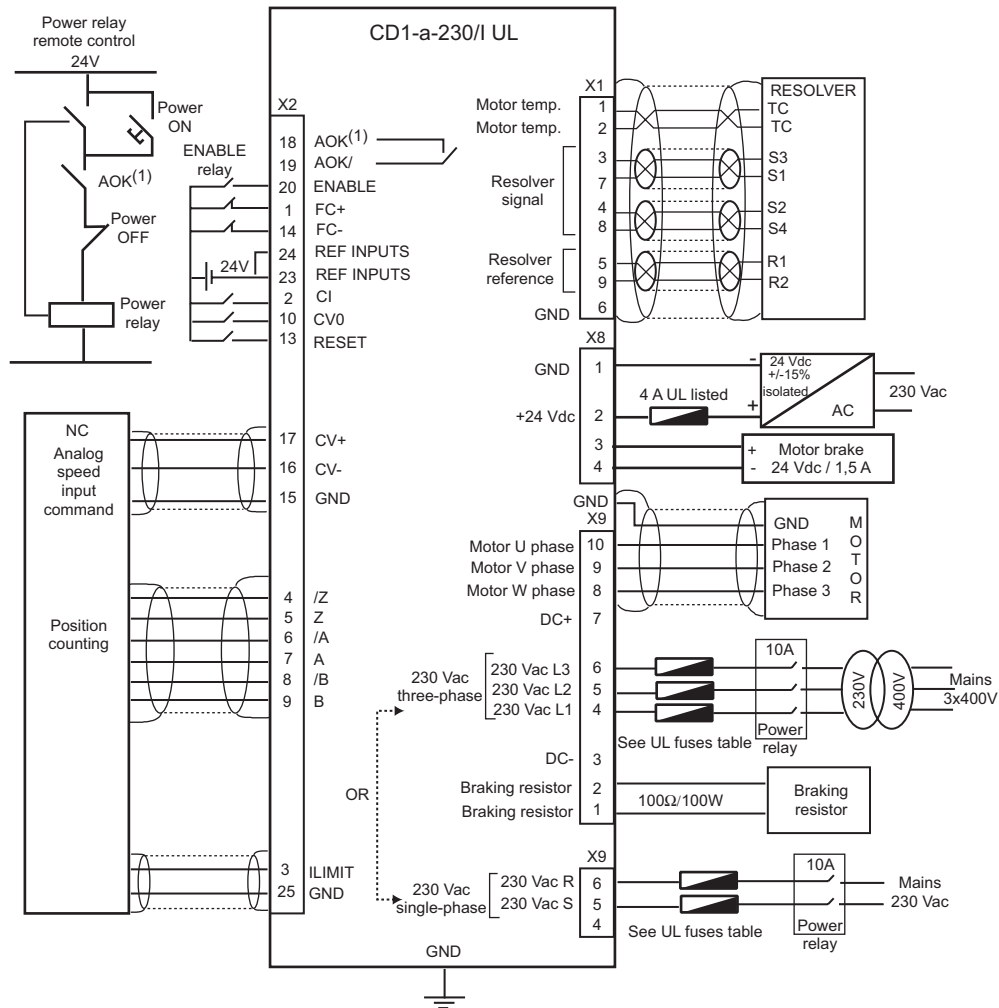 CD1-a-230/I UL
Power relay
remote control
24V
Power
ON
AOK(1)
Power
OFF
Power
relay
ENABLE
relay
24V
X2
18 AOK(1)
19 AOK/
20 ENABLE
1 FC+
14 FC-
24 REF INPUTS
23 REF INPUTS
2 CI
10 CV0
13 RESET
17 CV+
16 CV-
15 GND
4 /Z
5 Z
6 /A
7 A
8 /B
9 B
3 ILIMIT
25 GND
NC
Analog
speed
input
command
Position
counting
X1
Motor temp. 1
Motor temp. 2
Resolver
signal
3
7
4
8
Resolver
reference
5
9
GND 6
RESOLVER
TC
TC
S3
S1
S2
S4
R1
R2
X8
GND 1
+24 Vdc 2
3
4
4 A UL listed
-
+
24 Vdc
+/-15%
isolated
AC
230 Vac
+ Motor brake
- 24 Vdc / 1,5 A
GND
X9
Motor U phase 10
Motor V phase 9
Motor W phase 8
DC+ 7
GND
Phase 1
Phase 2
Phase 3
MOTOR
230 Vac
three-phase
230 Vac L3 6
230 Vac L2 5
230 Vac L1 4
10A
Power
relay
See UL fuses table
230V
400V
Mains
3x400V
DC- 3
Braking resistor 2
Braking resistor 1
100Ω/100W
Braking
resistor
OR
X9
230 Vac
single-phase
230 Vac R 6
230 Vac S 5
4
10A
Power
relay
See UL fuses table
Mains
230 Vac
GND